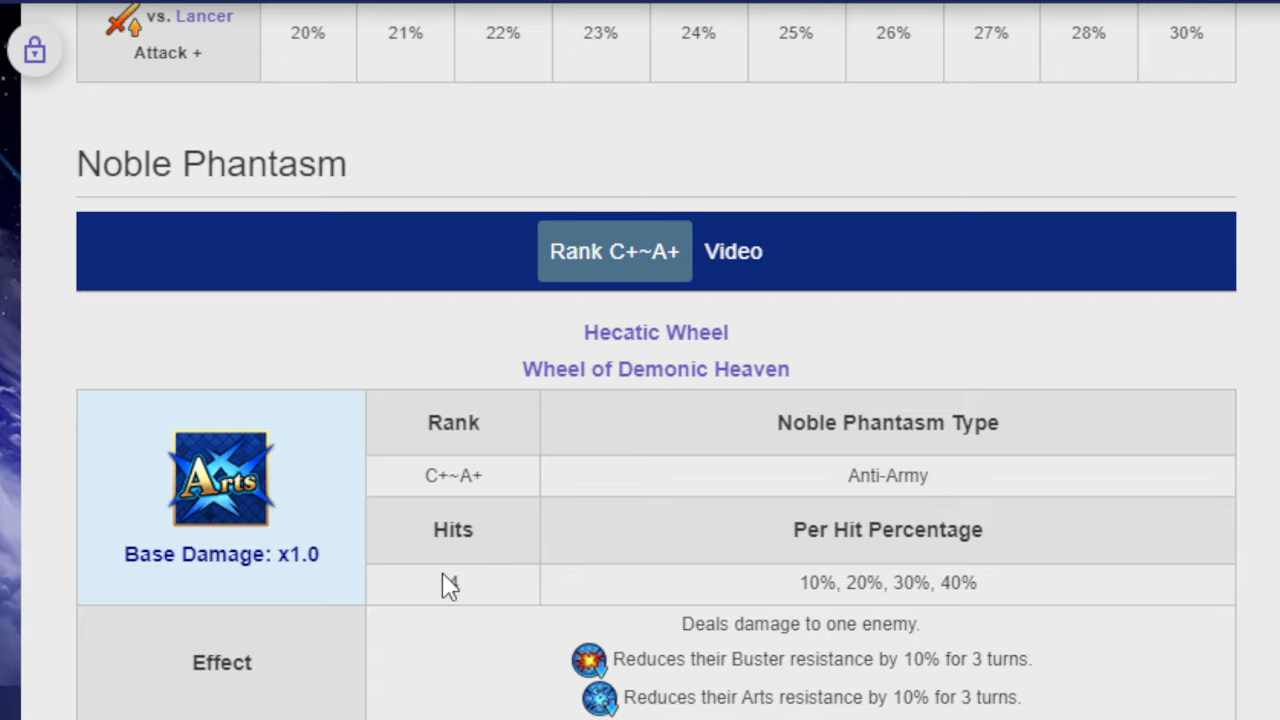 vs. Lancer
Attack +
20% 21% 22% 23% 24% 25% 26% 27% 28% 30%
Noble Phantasm
Rank C+~A+ Video
Hecatic Wheel
Wheel of Demonic Heaven
Arts
Base Damage: x1.0
Rank Noble Phantasm Type
C+~A+ Anti-Army
Hits Per Hit Percentage
10%, 20%, 30%, 40%
Effect
Deals damage to one enemy.
Reduces their Buster resistance by 10% for 3 turns.
Reduces their Arts resistance by 10% for 3 turns.